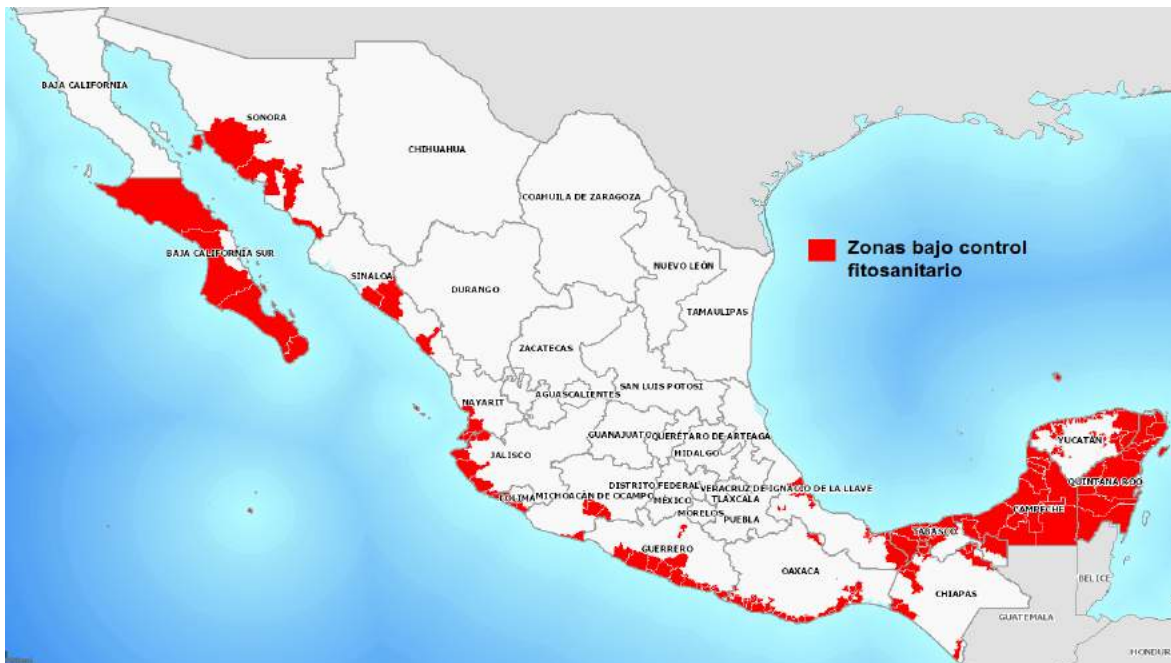 BAJA CALIFORNIA
SONORA
CHIHUAHUA
COAHUILA DE ZARAGOZA
Zonas bajo control
fitosanitario
BAJA CALIFORNIA SUR
NUEVO LEÓN
SINALOA
DURANGO
TAMAULIPAS
ZACATECAS
SAN LUIS POTOSI
AGUASCALIENTES
NAYARIT
GUANAJUATO
QUERÉTARO DE ARTEAGA
YUCATÁN
HIDALGO
JALISCO
QUINTANA ROO
DISTRITO FEDERAL
VERACRUZ DE IGNACIO DE LA LLAVE
COLIMA
MICHOACÁN DE OCAMPO
MÉXICO
TLAXCALA
CAMPECHE
MORELOS
PUEBLA
TABASCO
GUERRERO
OAXACA
BELICE
CHIAPAS
GUATEMALA
HONDUR